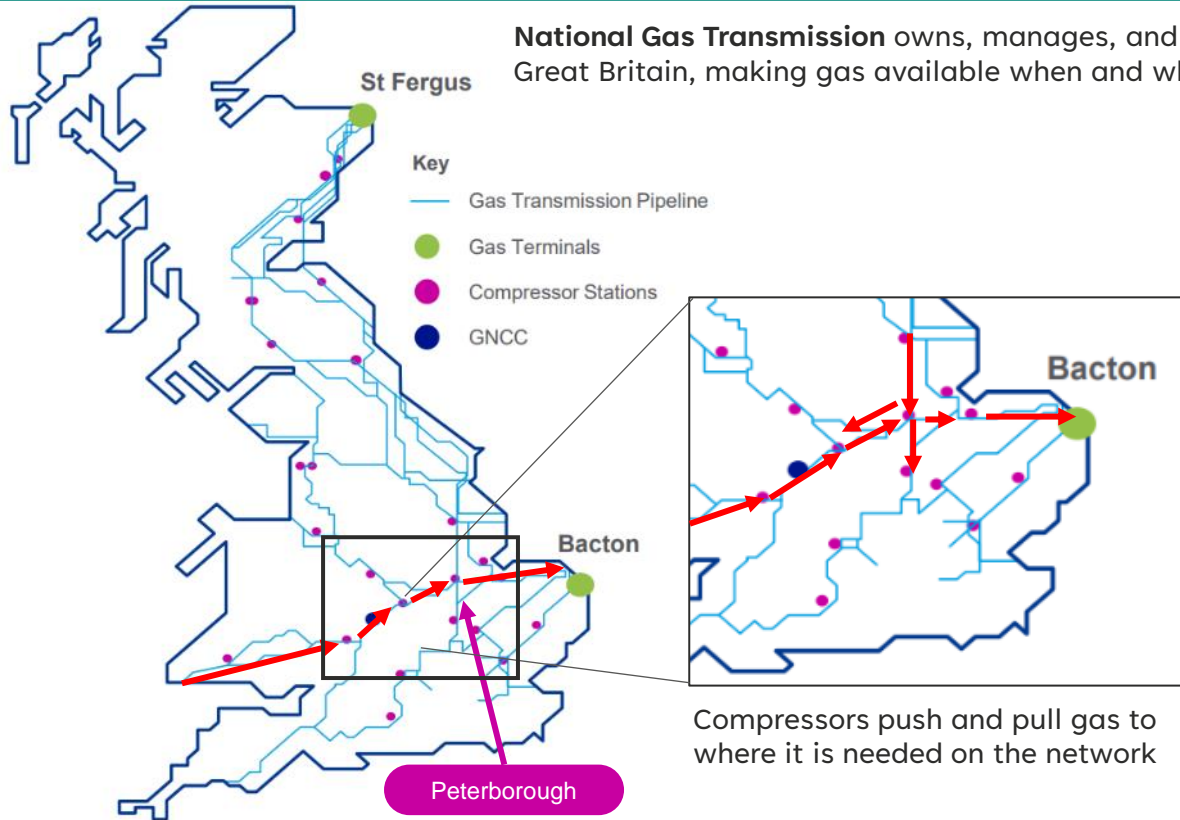 National Gas Transmission owns, manages, and
Great Britain, making gas available when and
St Fergus
Key
Gas Transmission Pipeline
Gas Terminals
Compressor Stations
GNCC
Bacton
Bacton
Compressors push and pull gas to
where it is needed on the network
Peterborough